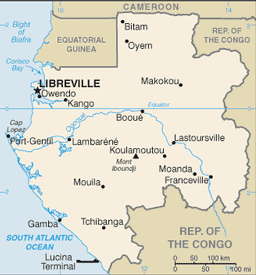 CAMEROON
Bight of
Biafra
Bitam
Oyem
EQUATORIAL
GUINEA
REP. OF
THE CONGO
Corisco
Bay
LIBREVILLE
Owendo
Kango
Makokou
Equator
Booué
Cap
Lopez
Port-Gentil
Ogooué
Lambaréné
Lastoursville
Koulamoutou
Mont
Iboundji
Moanda
Franceville
Mouila
Gamba
Tchibanga
SOUTH ATLANTIC
OCEAN
Lucina
Terminal
REP. OF
THE CONGO
0 50 100 km
0 50 100 mi